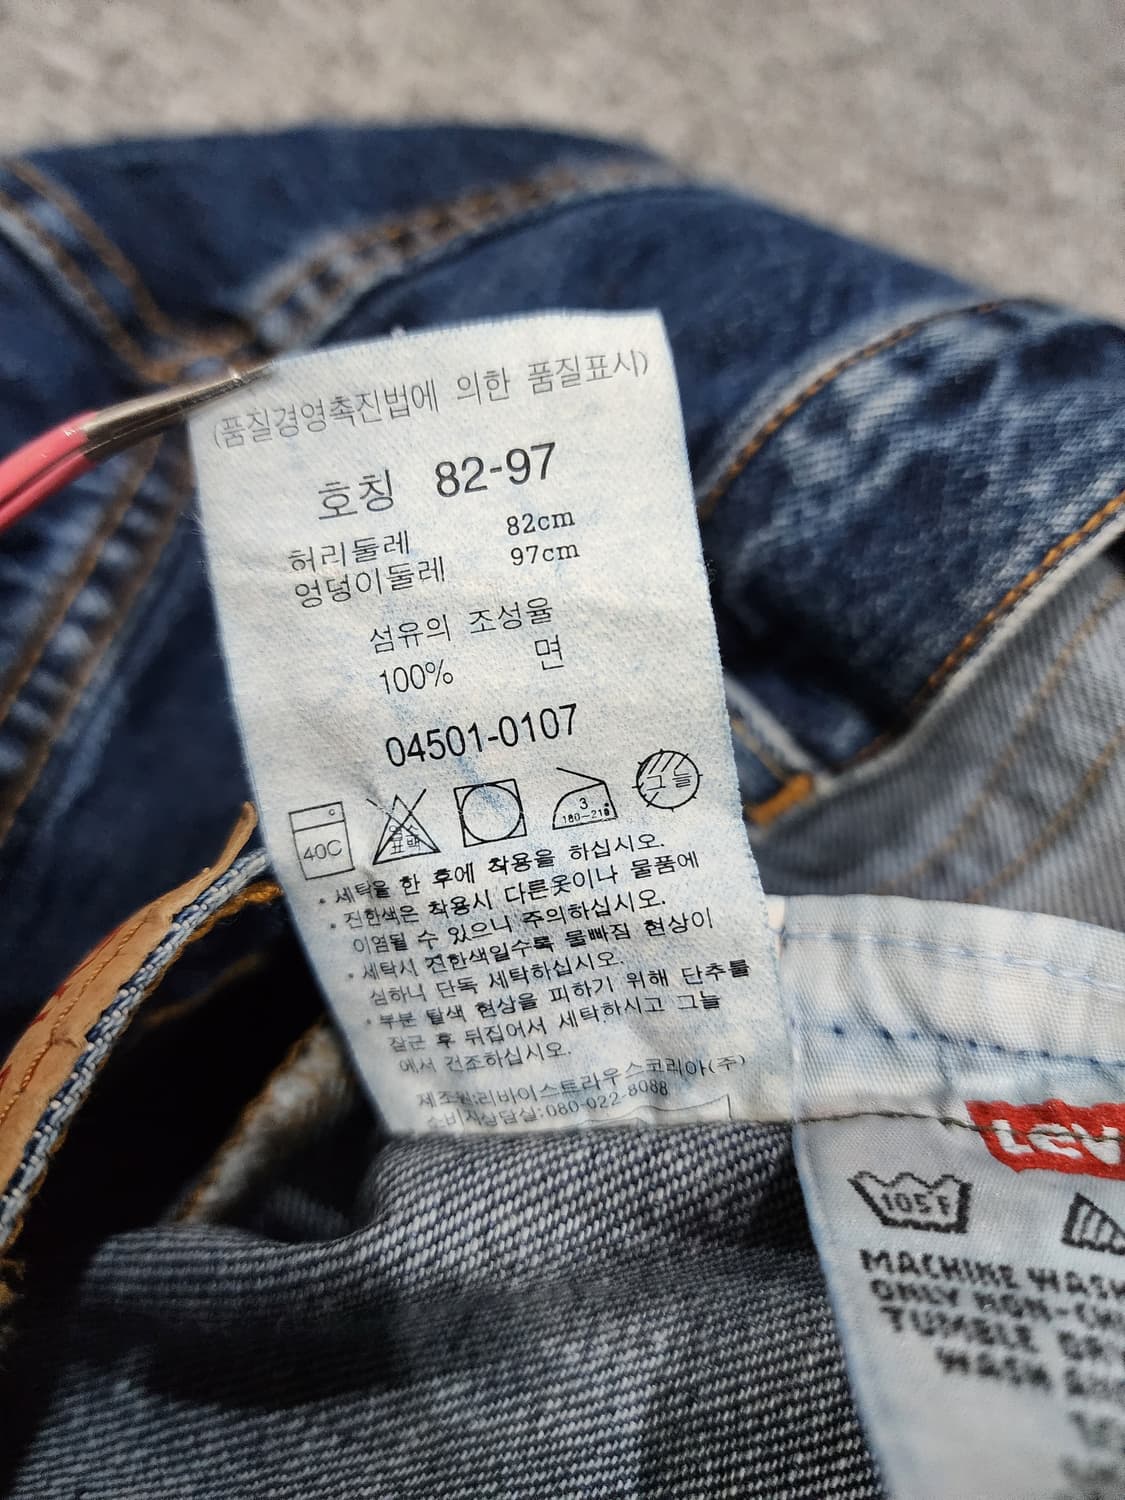 (품질경영촉진법에 의한 품질표시)
호칭 82-97
허리둘레 82cm
엉덩이둘레 97cm
섬유의 조성율
100% 면
04501-0107
40C
표백
3
180-210
그늘
• 세탁을 한 후에 착용을 하십시오.
• 진한색은 착용시 다른옷이나 물품에
이염될 수 있으니 주의하십시오.
• 세탁시 진한색일수록 물빠짐 현상이
심하니 단독 세탁하십시오.
• 부분 탈색 현상을 피하기 위해 단추를
잠근 후 뒤집어서 세탁하시고 그늘
에서 건조하십시오.
제조원:리바이스트라우스코리아(주)
소비자상담실:080-022-8088
LEV
105F
MACHINE WASH
ONLY NON-CH
TUMBLE DR
WASH